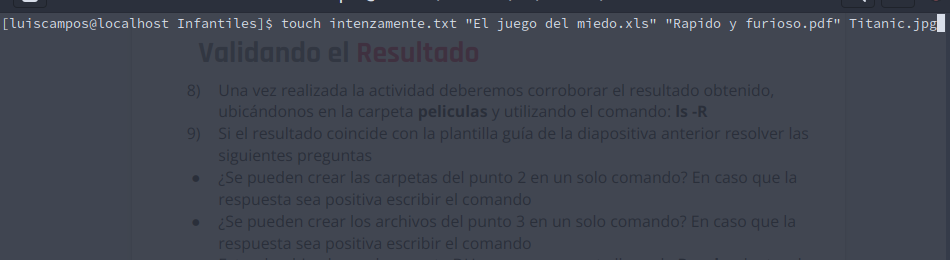 [luiscampos@localhost Infantiles]$ touch intenzamente.txt "El juego del miedo.xls" "Rapido y furioso.pdf" Titanic.jpg
Validando el Resultado
8) Una vez realizada la actividad deberemos corroborar el resultado obtenido,
ubicándonos en la carpeta peliculas y utilizando el comando: ls -R
9) Si el resultado coincide con la plantilla guía de la diapositiva anterior resolver las
siguientes preguntas
● ¿Se pueden crear las carpetas del punto 2 en un solo comando? En caso que la
respuesta sea positiva escribir el comando
● ¿Se pueden crear los archivos del punto 3 en un solo comando? En caso que la
respuesta sea positiva escribir el comando